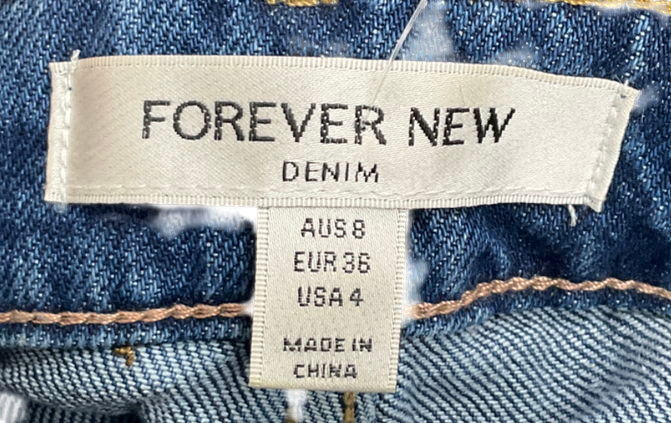 FOREVER NEW
DENIM
AUS 8
EUR 36
USA 4
MADE IN
CHINA